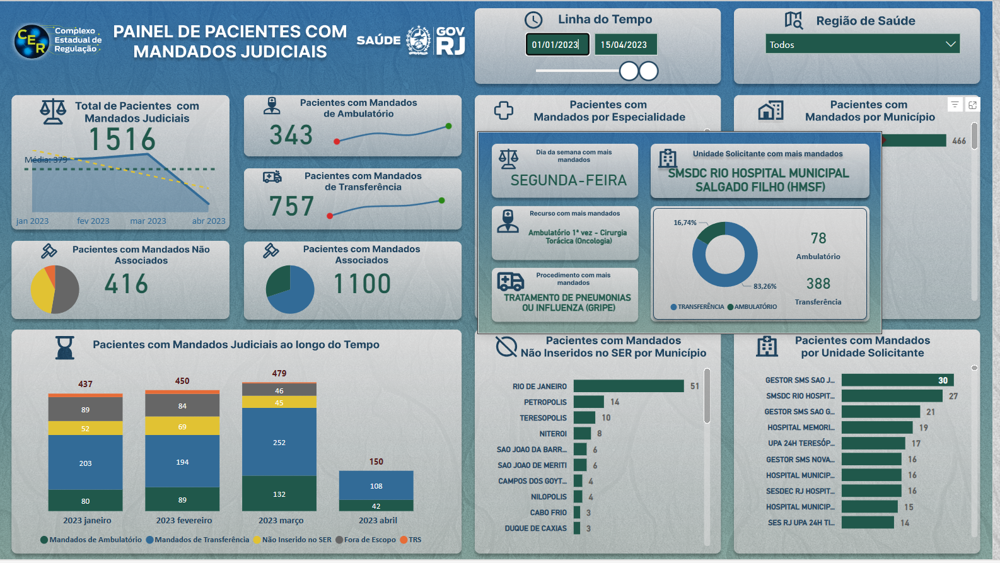 CER
Complexo
Estadual de
Regulação
PAINEL DE PACIENTES COM
MANDADOS JUDICIAIS
SAÚDE
GOV
RJ
Linha do Tempo
01/01/2023
15/04/2023
Região de Saúde
Todos
Total de Pacientes com
Mandados Judiciais
1516
Média: 379
jan 2023
fev 2023
mar 2023
abr 2023
Pacientes com Mandados
de Ambulatório
343
Pacientes com Mandados
de Transferência
757
Pacientes com Mandados Não
Associados
416
Pacientes com Mandados
Associados
1100
Pacientes com
Mandados por Especialidade
Pacientes com
Mandados por Município
466
Dia da semana com mais
mandados
SEGUNDA-FEIRA
Unidade Solicitante com mais mandados
SMSDC RIO HOSPITAL MUNICIPAL
SALGADO FILHO (HMSF)
Recurso com mais mandados
Ambulatório 1ª vez - Cirurgia
Torácica (Oncologia)
Procedimento com mais
mandados
TRATAMENTO DE PNEUMONIAS
OU INFLUENZA (GRIPE)
16,74%
83,26%
TRANSFERÊNCIA
AMBULATÓRIO
78
Ambulatório
388
Transferência
Pacientes com Mandados Judiciais ao longo do Tempo
437
89
52
203
80
450
84
69
194
89
479
46
45
252
132
150
108
42
2023 janeiro
2023 fevereiro
2023 março
2023 abril
Mandados de Ambulatório
Mandados de Transferência
Não Inserido no SER
Fora de Escopo
TRS
Pacientes com Mandados
Não Inseridos no SER por Município
RIO DE JANEIRO 51
PETROPOLIS 14
TERESOPOLIS 10
NITEROI 8
SAO JOAO DA BARR... 6
SAO JOAO DE MERITI 6
CAMPOS DOS GOYT... 4
NILOPOLIS 4
CABO FRIO 3
DUQUE DE CAXIAS 3
Pacientes com Mandados
por Unidade Solicitante
GESTOR SMS SAO J... 30
SMSDC RIO HOSPIT... 27
GESTOR SMS SAO G... 21
HOSPITAL MEMORI... 19
UPA 24H TERESÓP... 17
GESTOR SMS NOVA... 16
HOSPITAL MUNICIP... 16
SESDEC RJ HOSPIT... 16
HOSPITAL MUNICIP... 15
SES RJ UPA 24H TI... 14